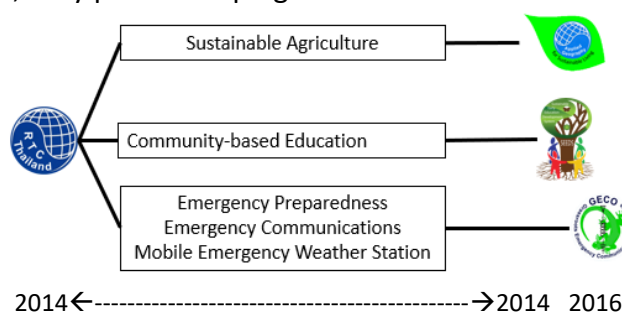 Sustainable Agriculture
RTC
Thailand
Community-based Education
SEEDS
Emergency Preparedness
Emergency Communications
Mobile Emergency Weather Station
GECO
2014←---------------------------------------------→2014 2016